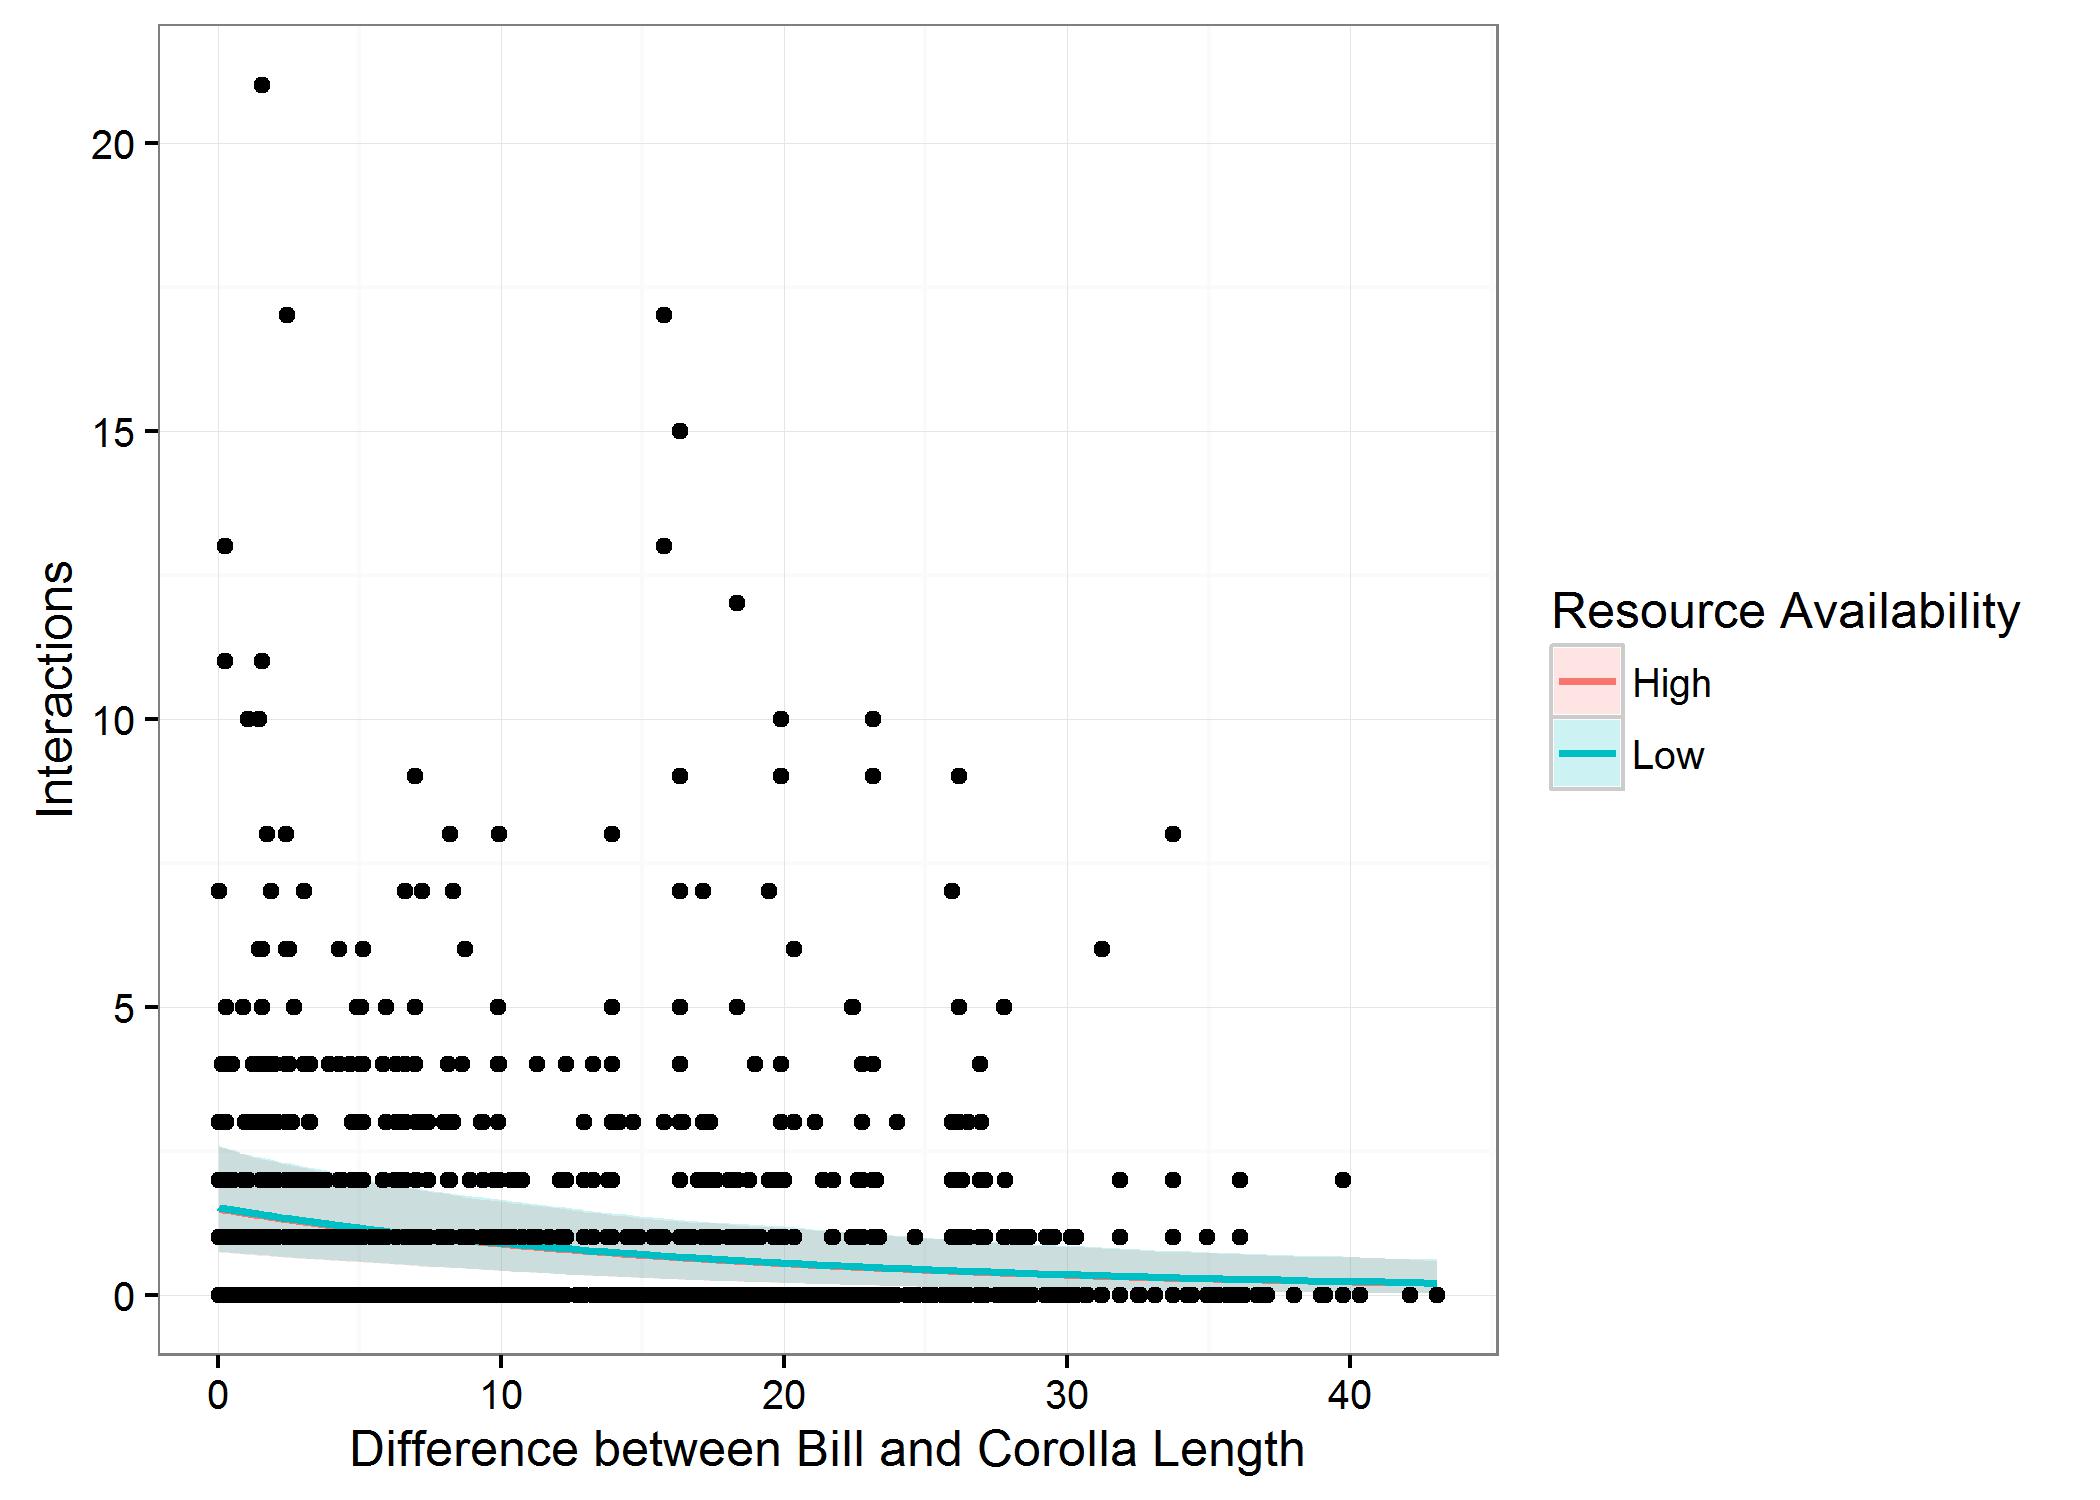 20
15
10
5
0
Interactions
0 10 20 30 40
Difference between Bill and Corolla Length
Resource Availability
High
Low